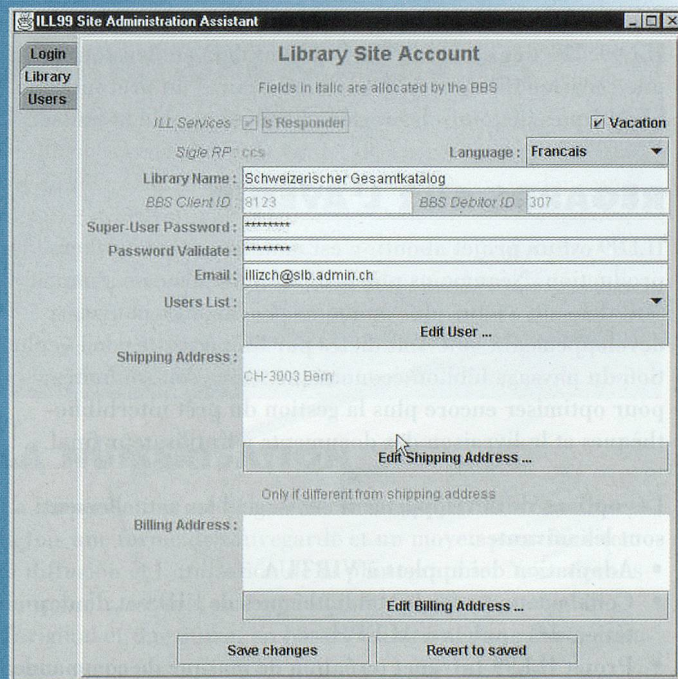 ILL99 Site Administration Assistant
Login
Library
Users
Library Site Account
Fields in italic are allocated by the BBS
ILL Services : Is Responder Vacation
Sigle RP : ccs Language : Francais
Library Name : Schweizerischer Gesamtkatalog
BBS Client ID : 8123 BBS Debitor ID : 307
Super-User Password : ********
Password Validate : ********
Email : illizch@slb.admin.ch
Users List :
Edit User ...
Shipping Address :
CH-3003 Bern
Edit Shipping Address ...
Only if different from shipping address
Billing Address :
Edit Billing Address ...
Save changes Revert to saved